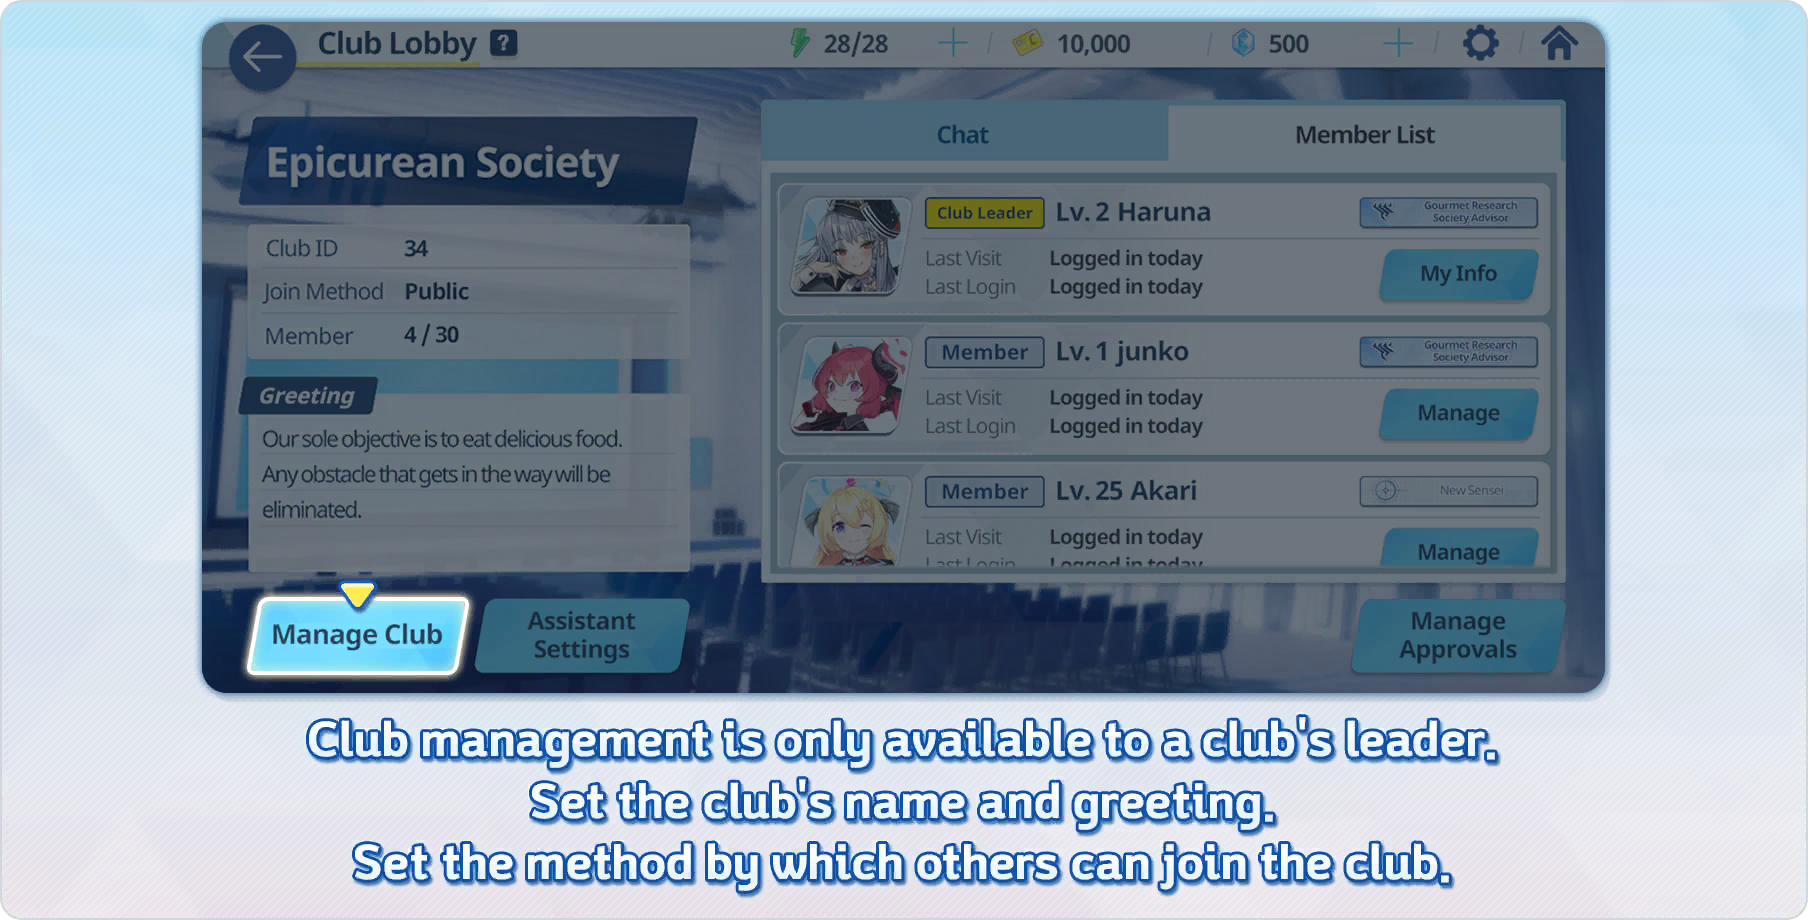 Club Lobby ?
28/28
10,000
500
Epicurean Society
Club ID 34
Join Method Public
Member 4 / 30
Greeting
Our sole objective is to eat delicious food.
Any obstacle that gets in the way will be
eliminated.
Manage Club
Assistant
Settings
Chat
Member List
Club Leader Lv. 2 Haruna
Gourmet Research
Society Advisor
Last Visit Logged in today
Last Login Logged in today
My Info
Member Lv. 1 junko
Gourmet Research
Society Advisor
Last Visit Logged in today
Last Login Logged in today
Manage
Member Lv. 25 Akari
New Sensei
Last Visit Logged in today
Last Login Logged in today
Manage
Manage
Approvals
Club management is only available to a club's leader.
Set the club's name and greeting.
Set the method by which others can join the club.